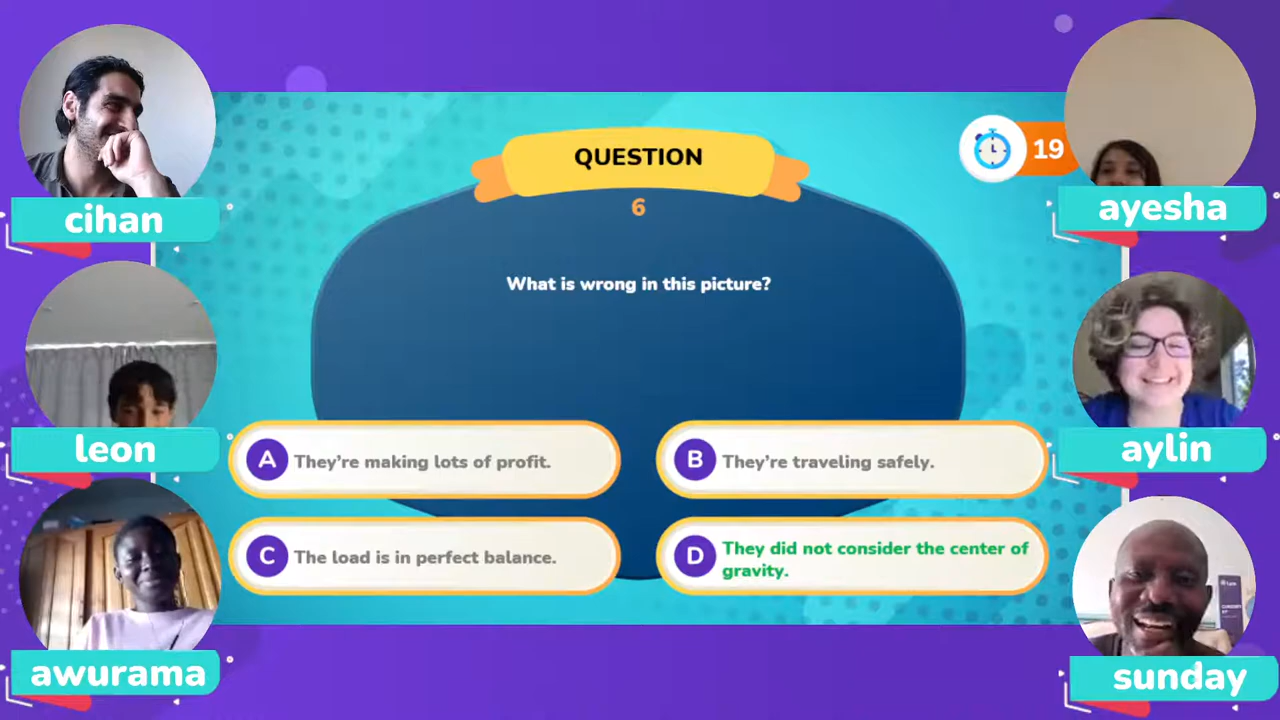 QUESTION
6
19
What is wrong in this picture?
A They're making lots of profit.
B They're traveling safely.
C The load is in perfect balance.
D They did not consider the center of
gravity.
cihan
leon
awurama
ayesha
aylin
sunday